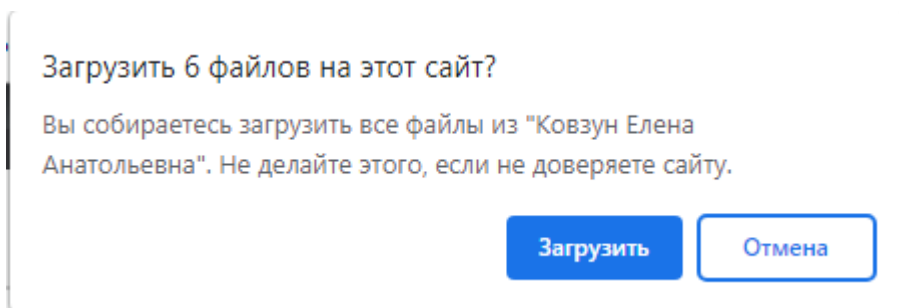 Загрузить 6 файлов на этот сайт?
Вы собираетесь загрузить все файлы из "Ковзун Елена
Анатольевна". Не делайте этого, если не доверяете сайту.
Загрузить Отмена